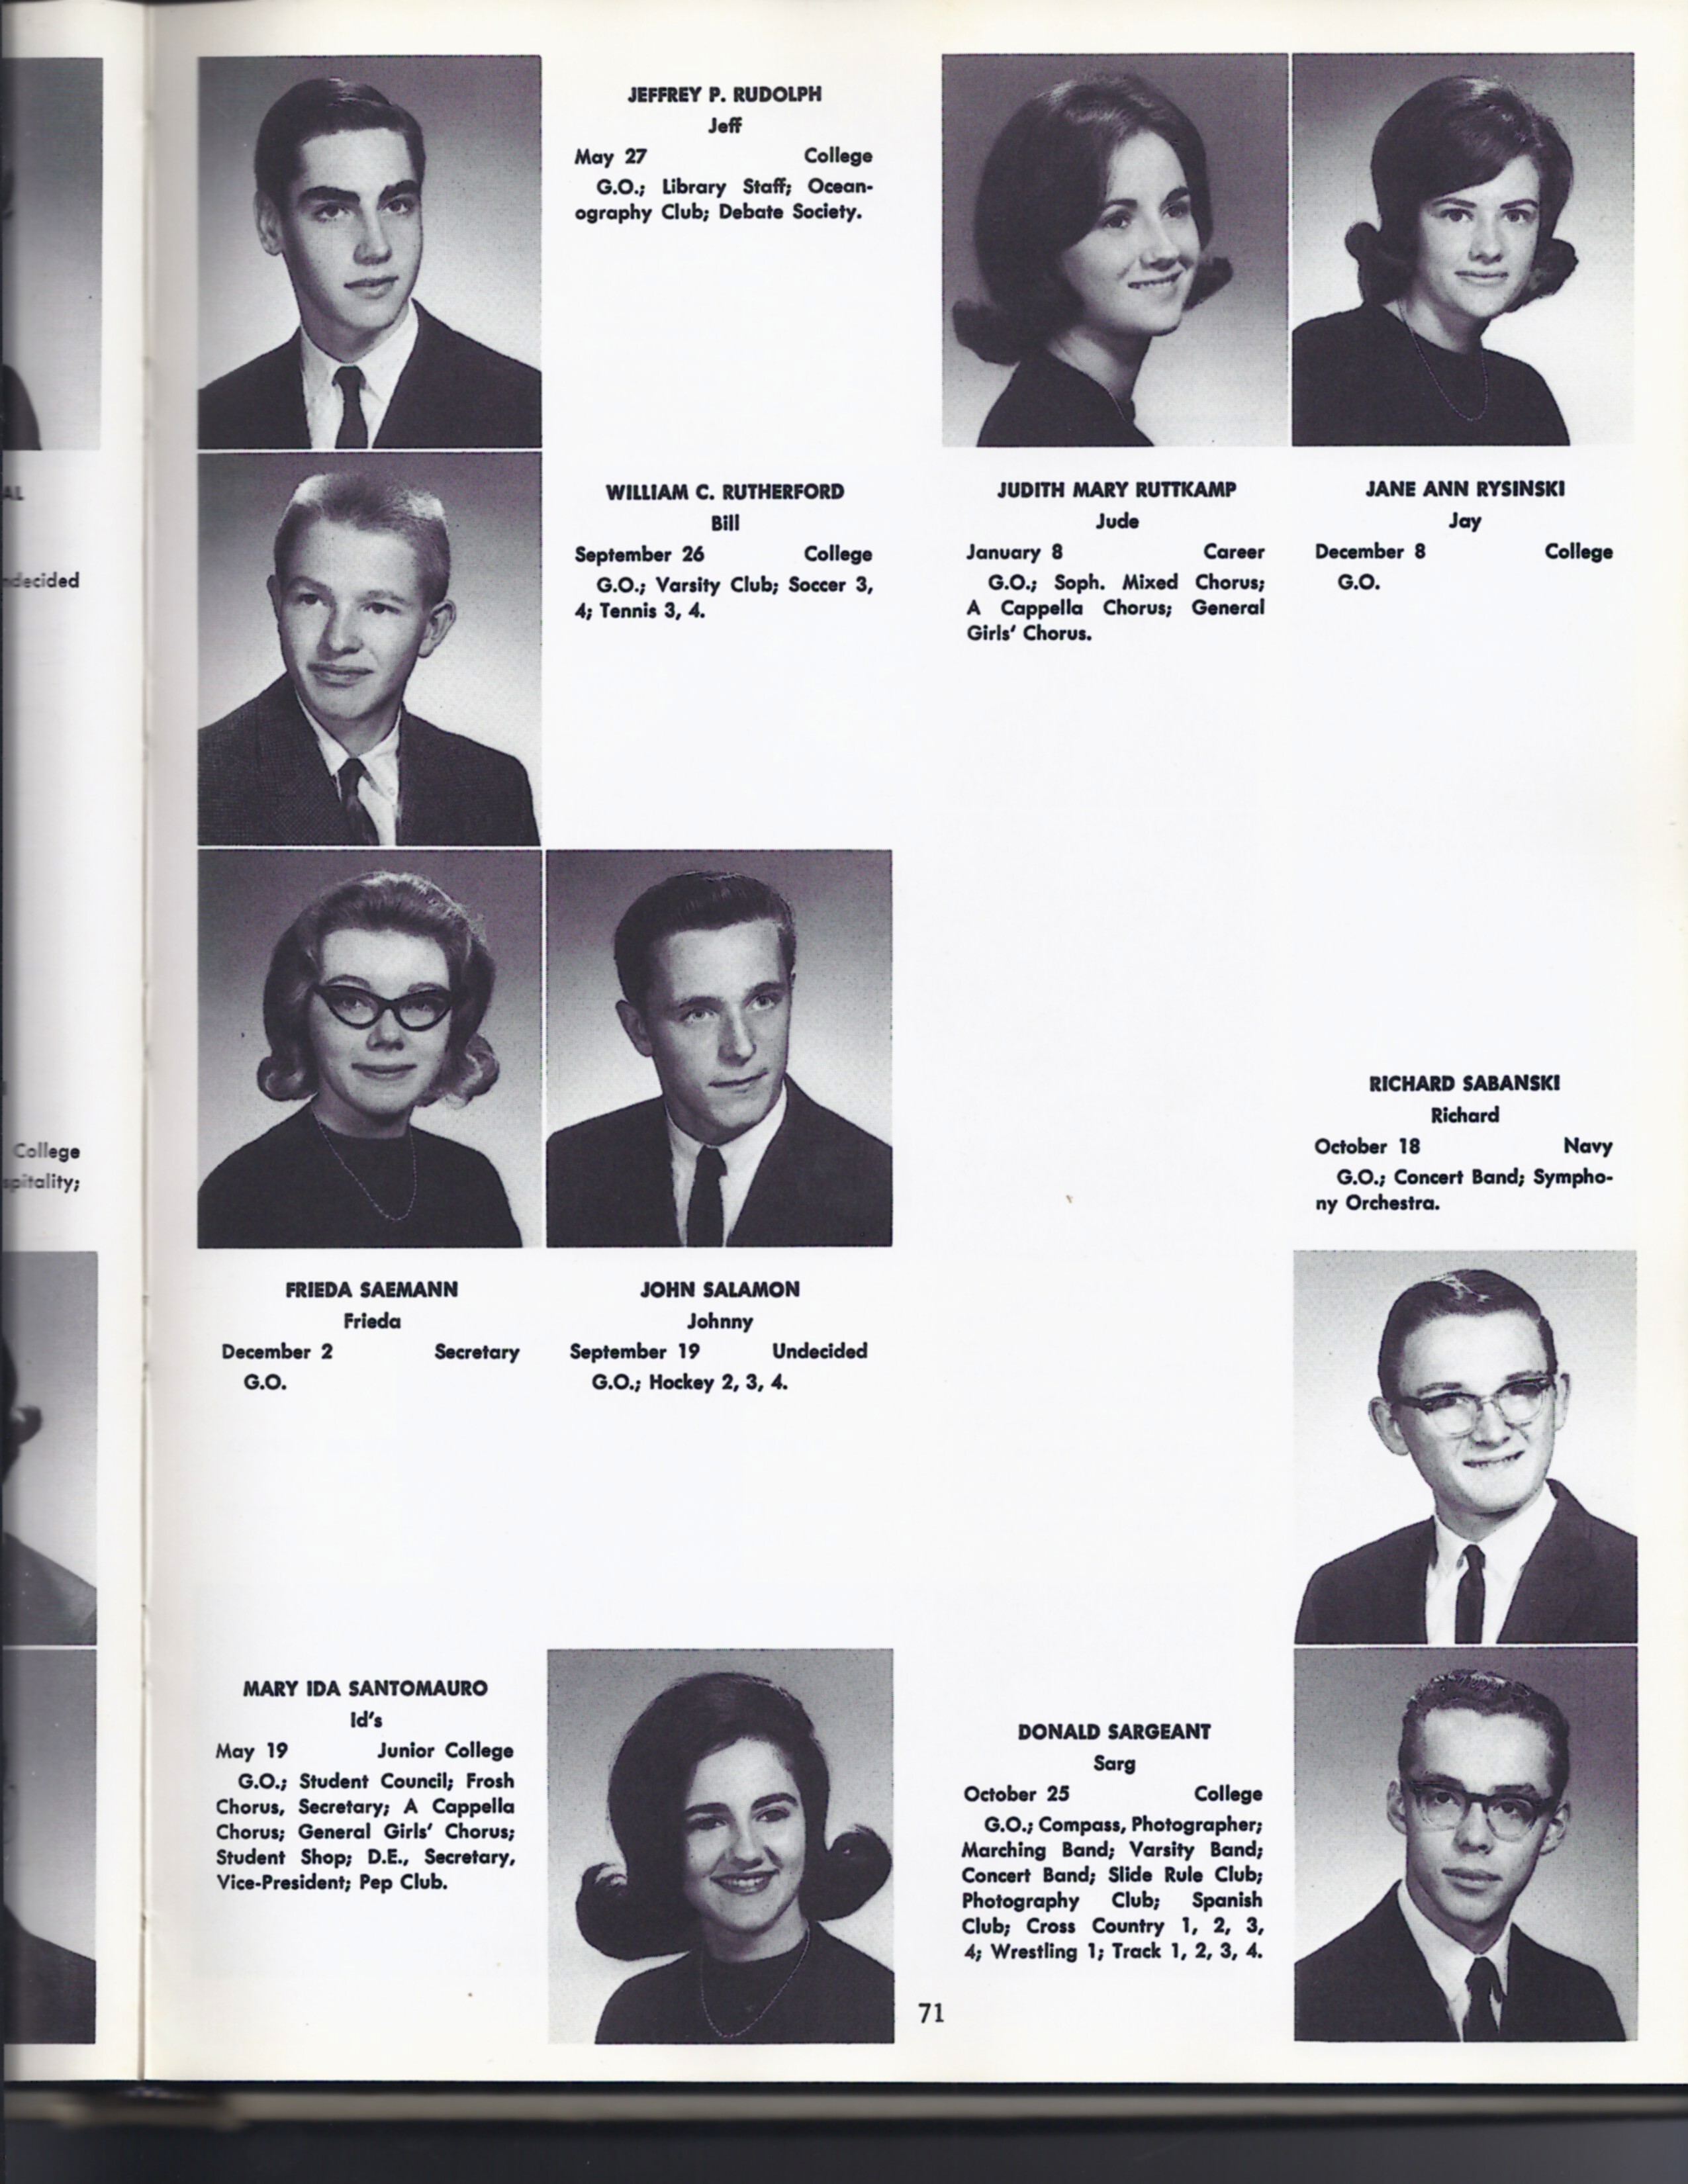 AL
decided
College
pitality;
JEFFREY P. RUDOLPH
Jeff
May 27 College
G.O.; Library Staff; Ocean-
ography Club; Debate Society.
WILLIAM C. RUTHERFORD
Bill
September 26 College
G.O.; Varsity Club; Soccer 3,
4; Tennis 3, 4.
JUDITH MARY RUTTKAMP
Jude
January 8 Career
G.O.; Soph. Mixed Chorus;
A Cappella Chorus; General
Girls' Chorus.
JANE ANN RYSINSKI
Jay
December 8 College
G.O.
RICHARD SABANSKI
Richard
October 18 Navy
G.O.; Concert Band; Sympho-
ny Orchestra.
FRIEDA SAEMANN
Frieda
December 2 Secretary
G.O.
JOHN SALAMON
Johnny
September 19 Undecided
G.O.; Hockey 2, 3, 4.
MARY IDA SANTOMAURO
Id's
May 19 Junior College
G.O.; Student Council; Frosh
Chorus, Secretary; A Cappella
Chorus; General Girls' Chorus;
Student Shop; D.E., Secretary,
Vice-President; Pep Club.
DONALD SARGEANT
Sarg
October 25 College
G.O.; Compass, Photographer;
Marching Band; Varsity Band;
Concert Band; Slide Rule Club;
Photography Club; Spanish
Club; Cross Country 1, 2, 3,
4; Wrestling 1; Track 1, 2, 3, 4.
71